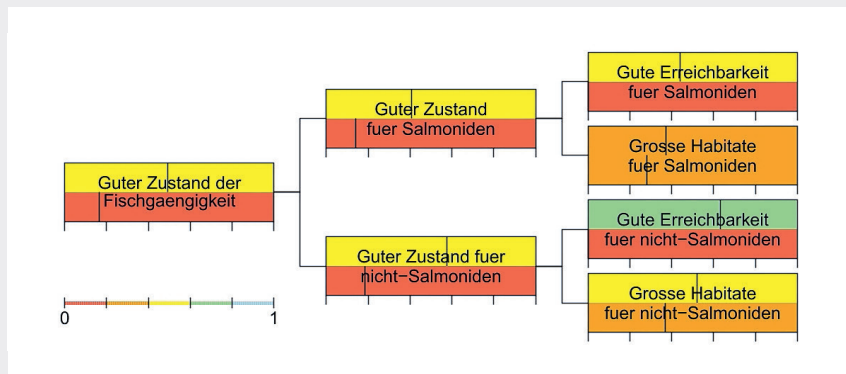 Gute Erreichbarkeit
fuer Salmoniden
Guter Zustand
fuer Salmoniden
Grosse Habitate
fuer Salmoniden
Guter Zustand der
Fischgaengigkeit
Gute Erreichbarkeit
fuer nicht−Salmoniden
Guter Zustand fuer
nicht−Salmoniden
Grosse Habitate
fuer nicht−Salmoniden
0 1